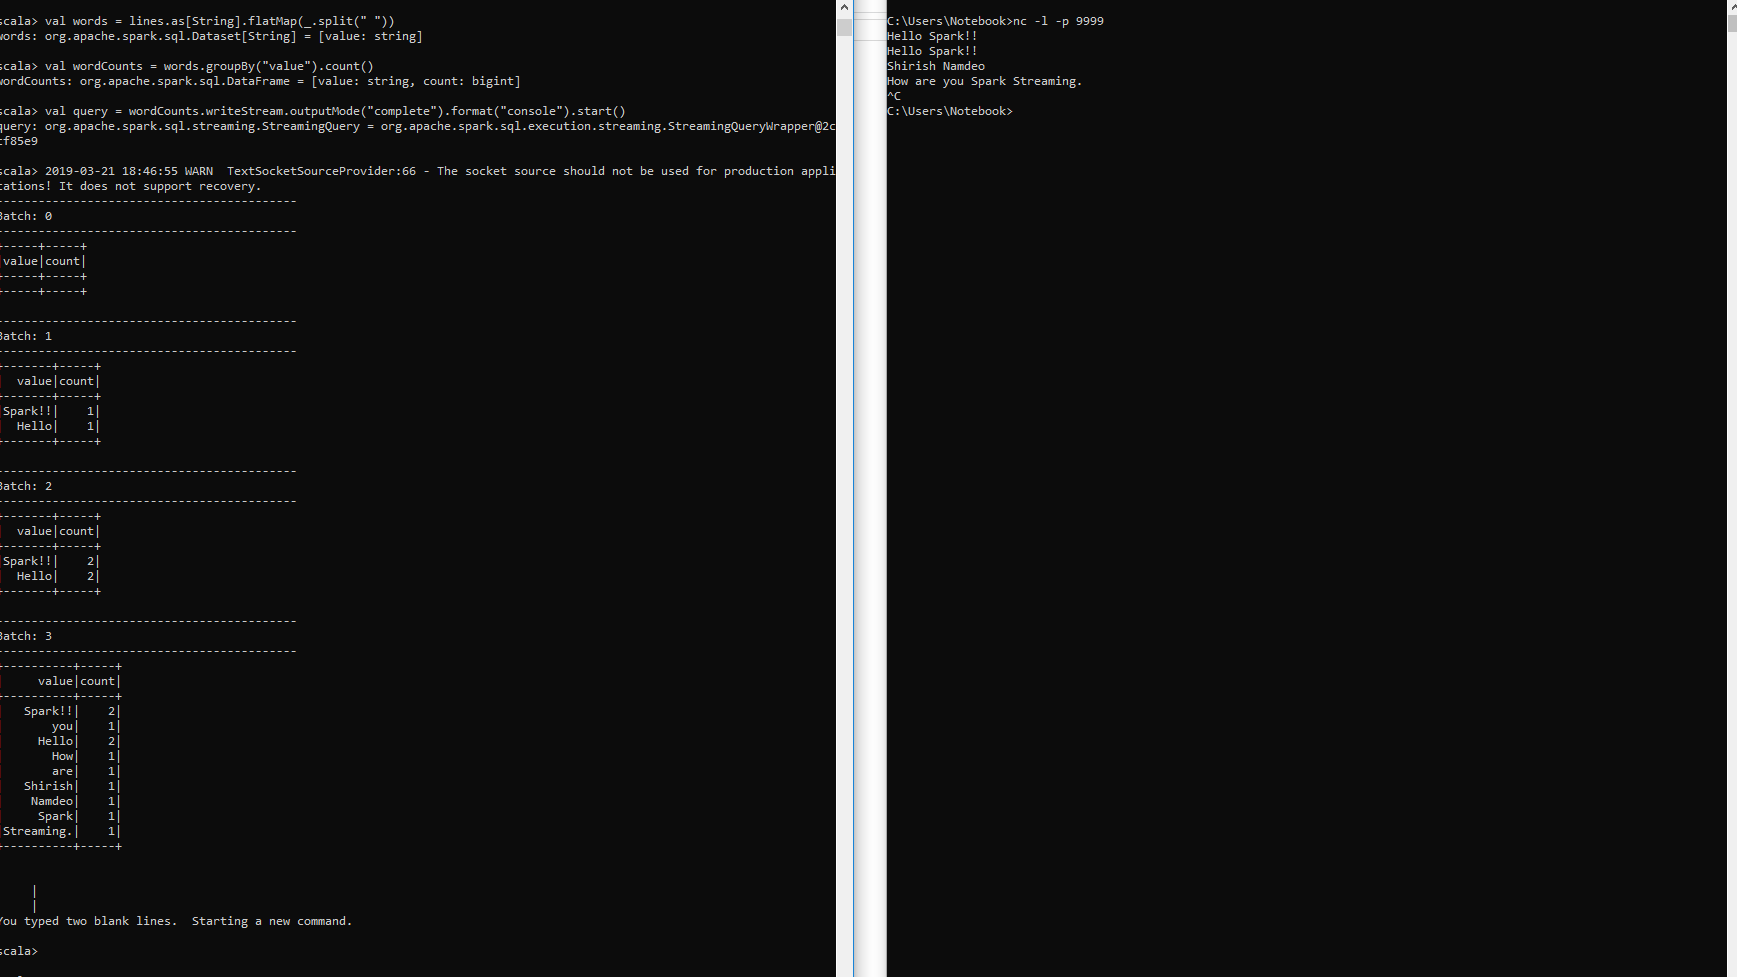 scala> val words = lines.as[String].flatMap(_.split(" "))
words: org.apache.spark.sql.Dataset[String] = [value: string]
scala> val wordCounts = words.groupBy("value").count()
wordCounts: org.apache.spark.sql.DataFrame = [value: string, count: bigint]
scala> val query = wordCounts.writeStream.outputMode("complete").format("console").start()
query: org.apache.spark.sql.streaming.StreamingQuery = org.apache.spark.sql.execution.streaming.StreamingQueryWrapper@2c
cf85e9
scala> 2019-03-21 18:46:55 WARN  TextSocketSourceProvider:66 - The socket source should not be used for production appli
cations! It does not support recovery.
-------------------------------------------
Batch: 0
-------------------------------------------
+-----+-----+
|value|count|
+-----+-----+
+-----+-----+
-------------------------------------------
Batch: 1
-------------------------------------------
+-------+-----+
|  value|count|
+-------+-----+
|Spark!!|    1|
|  Hello|    1|
+-------+-----+
-------------------------------------------
Batch: 2
-------------------------------------------
+-------+-----+
|  value|count|
+-------+-----+
|Spark!!|    2|
|  Hello|    2|
+-------+-----+
-------------------------------------------
Batch: 3
-------------------------------------------
+----------+-----+
|     value|count|
+----------+-----+
|   Spark!!|    2|
|       you|    1|
|     Hello|    2|
|       How|    1|
|       are|    1|
|   Shirish|    1|
|    Namdeo|    1|
|     Spark|    1|
|Streaming.|    1|
+----------+-----+
|
|
You typed two blank lines.  Starting a new command.
scala>
C:\Users\Notebook>nc -l -p 9999
Hello Spark!!
Hello Spark!!
Shirish Namdeo
How are you Spark Streaming.
^C
C:\Users\Notebook>